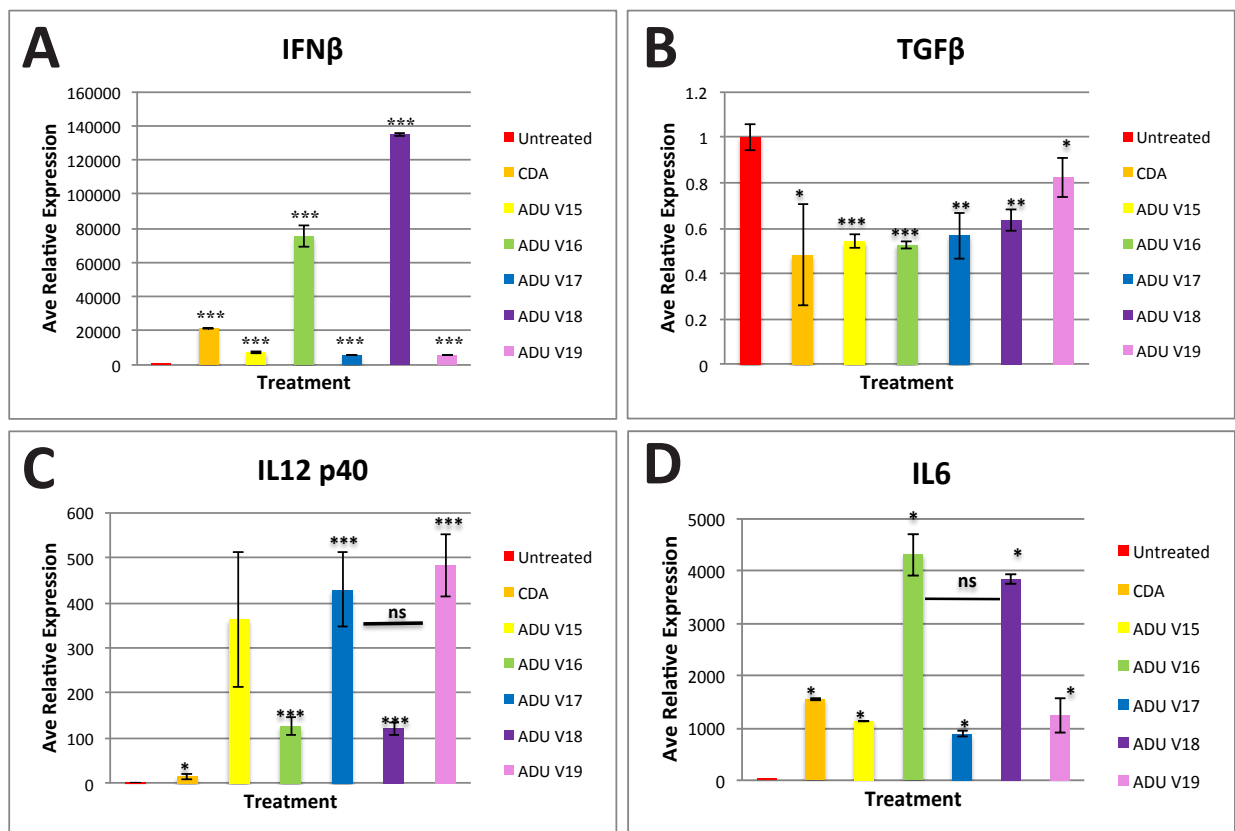 A
IFNβ
Ave Relative Expression
160000
140000
120000
100000
80000
60000
40000
20000
0
***
***
***
***
***
***
Treatment
Untreated
CDA
ADU V15
ADU V16
ADU V17
ADU V18
ADU V19
B
TGFβ
Ave Relative Expression
1.2
1
0.8
0.6
0.4
0.2
0
*
***
***
**
**
*
Treatment
Untreated
CDA
ADU V15
ADU V16
ADU V17
ADU V18
ADU V19
C
IL12 p40
Ave Relative Expression
600
500
400
300
200
100
0
*
***
***
ns
***
***
Treatment
Untreated
CDA
ADU V15
ADU V16
ADU V17
ADU V18
ADU V19
D
IL6
Ave Relative Expression
5000
4000
3000
2000
1000
0
*
*
*
*
ns
*
*
Treatment
Untreated
CDA
ADU V15
ADU V16
ADU V17
ADU V18
ADU V19